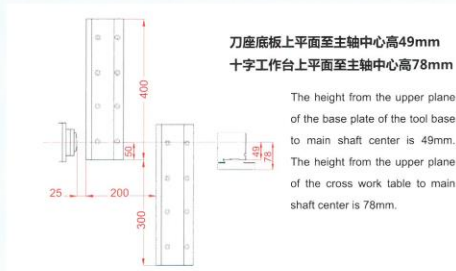 刀座底板上平面至主轴中心高49mm
十字工作台上平面至主轴中心高78mm
The height from the upper plane
of the base plate of the tool base
to main shaft center is 49mm.
The height from the upper plane
of the cross work table to main
shaft center is 78mm.
400
50
49
78
25
200
300